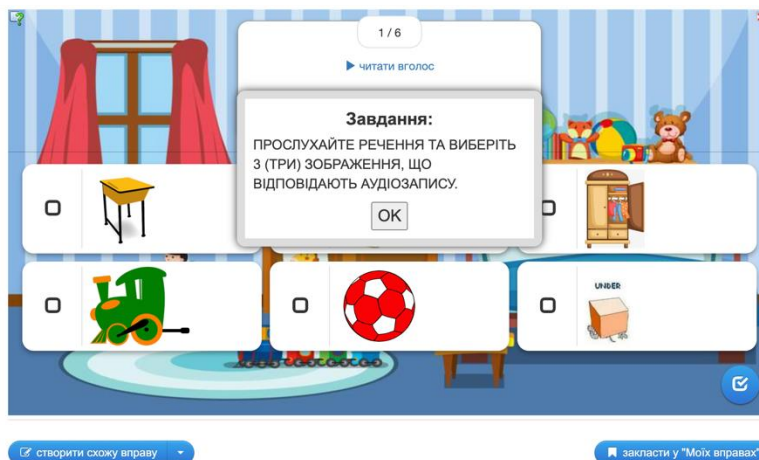 1 / 6
читати вголос
Завдання:
ПРОСЛУХАЙТЕ РЕЧЕННЯ ТА ВИБЕРІТЬ
3 (ТРИ) ЗОБРАЖЕННЯ, ЩО
ВІДПОВІДАЮТЬ АУДІОЗАПИСУ.
OK
UNDER
створити схожу вправу
закласти у "Моїх вправах"